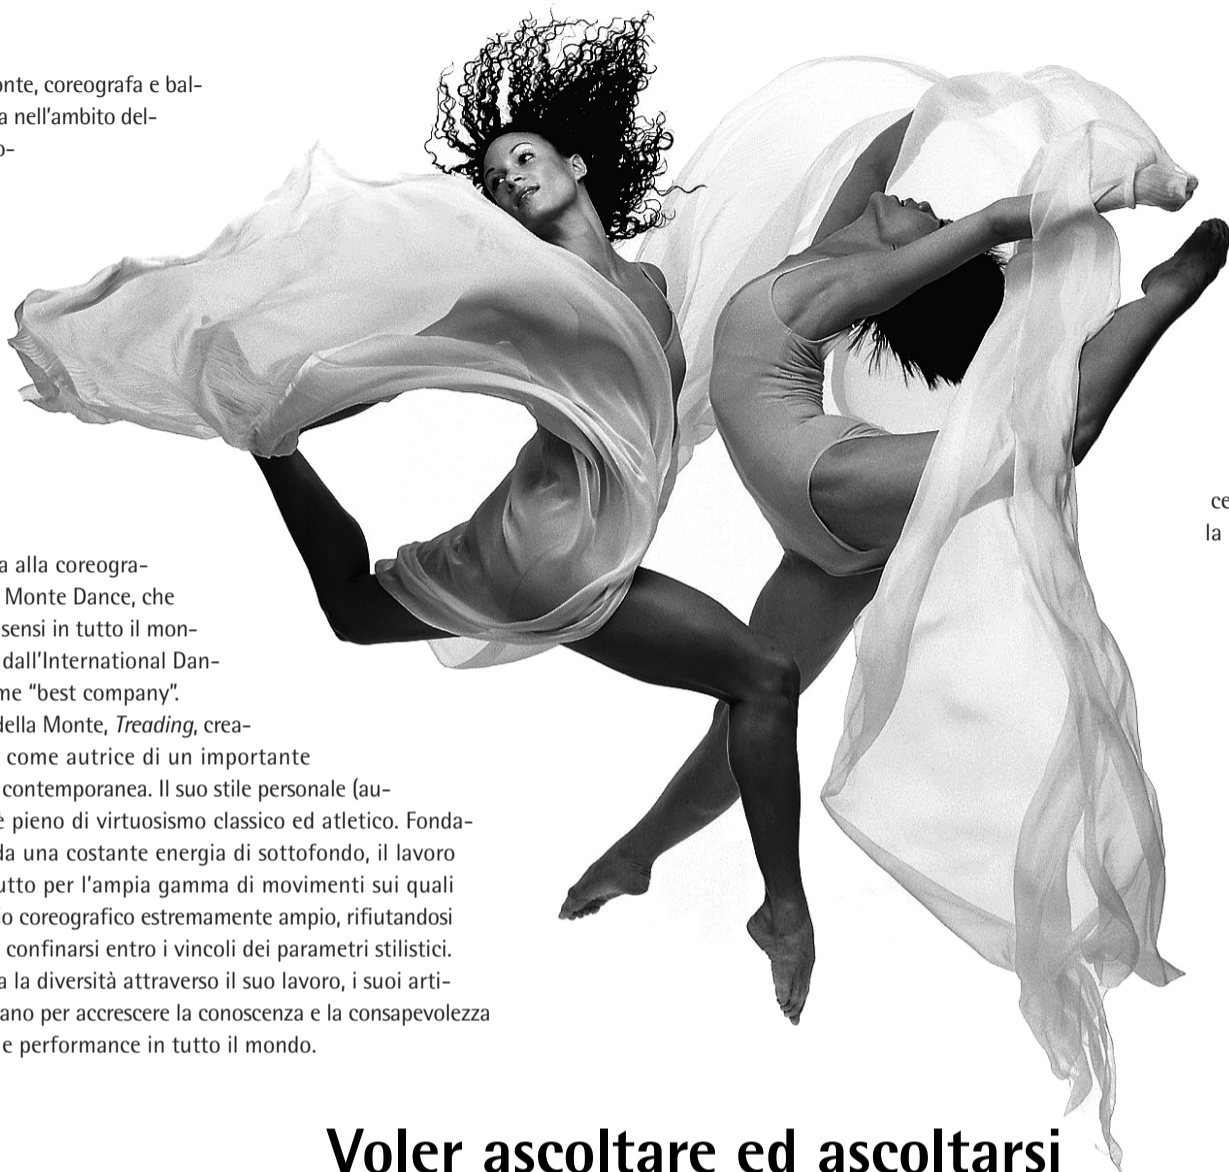 onte, coreografa e bal-
a nell'ambito del-
o-
ce
la
a alla coreogra-
Monte Dance, che
sensi in tutto il mon-
dall'International Dan-
me "best company".
della Monte, Treading, crea-
come autrice di un importante
contemporanea. Il suo stile personale (au-
è pieno di virtuosismo classico ed atletico. Fonda-
da una costante energia di sottofondo, il lavoro
utto per l'ampia gamma di movimenti sui quali
io coreografico estremamente ampio, rifiutandosi
confinarsi entro i vincoli dei parametri stilistici.
a la diversità attraverso il suo lavoro, i suoi arti-
ano per accrescere la conoscenza e la consapevolezza
e performance in tutto il mondo.
Voler ascoltare ed ascoltarsi